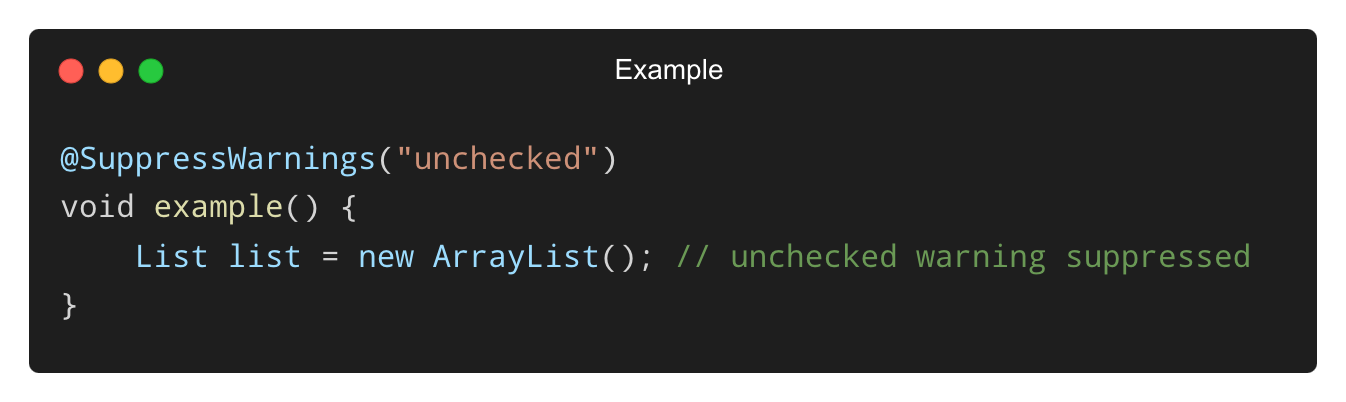 Example
@SuppressWarnings("unchecked")
void example() {
    List list = new ArrayList(); // unchecked warning suppressed
}